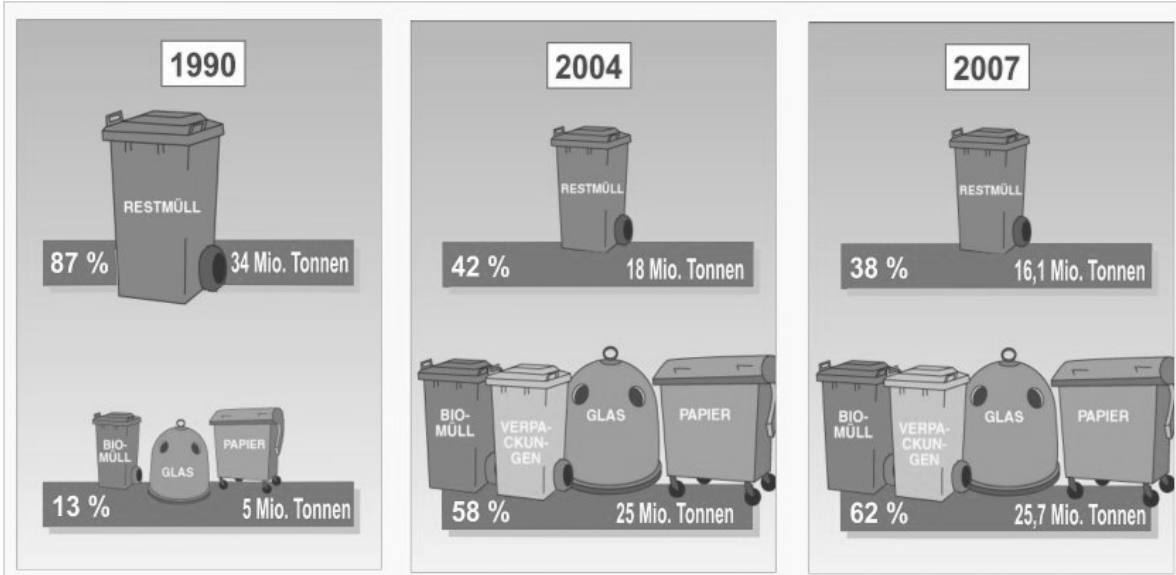 1990
RESTMÜLL
87 %
34 Mio. Tonnen
BIO-
MÜLL
GLAS
PAPIER
13 %
5 Mio. Tonnen
2004
RESTMÜLL
42 %
18 Mio. Tonnen
BIO-
MÜLL
VERPA-
CKUN-
GEN
GLAS
PAPIER
58 %
25 Mio. Tonnen
2007
RESTMÜLL
38 %
16,1 Mio. Tonnen
BIO-
MÜLL
VERPA-
CKUN-
GEN
GLAS
PAPIER
62 %
25,7 Mio. Tonnen